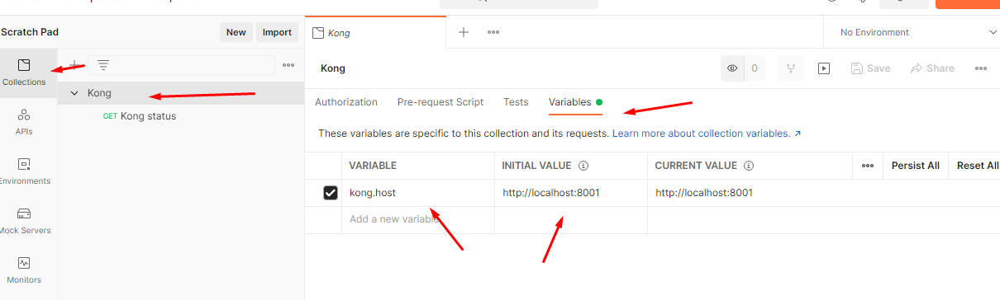 Scratch Pad
New
Import
Kong
No Environment
Collections
APIs
Environments
Mock Servers
Monitors
Kong
GET Kong status
Kong
0
Save
Share
Authorization
Pre-request Script
Tests
Variables
These variables are specific to this collection and its requests. Learn more about collection variables. ↗
VARIABLE
INITIAL VALUE
CURRENT VALUE
Persist All
Reset All
kong.host
http://localhost:8001
http://localhost:8001
Add a new variable